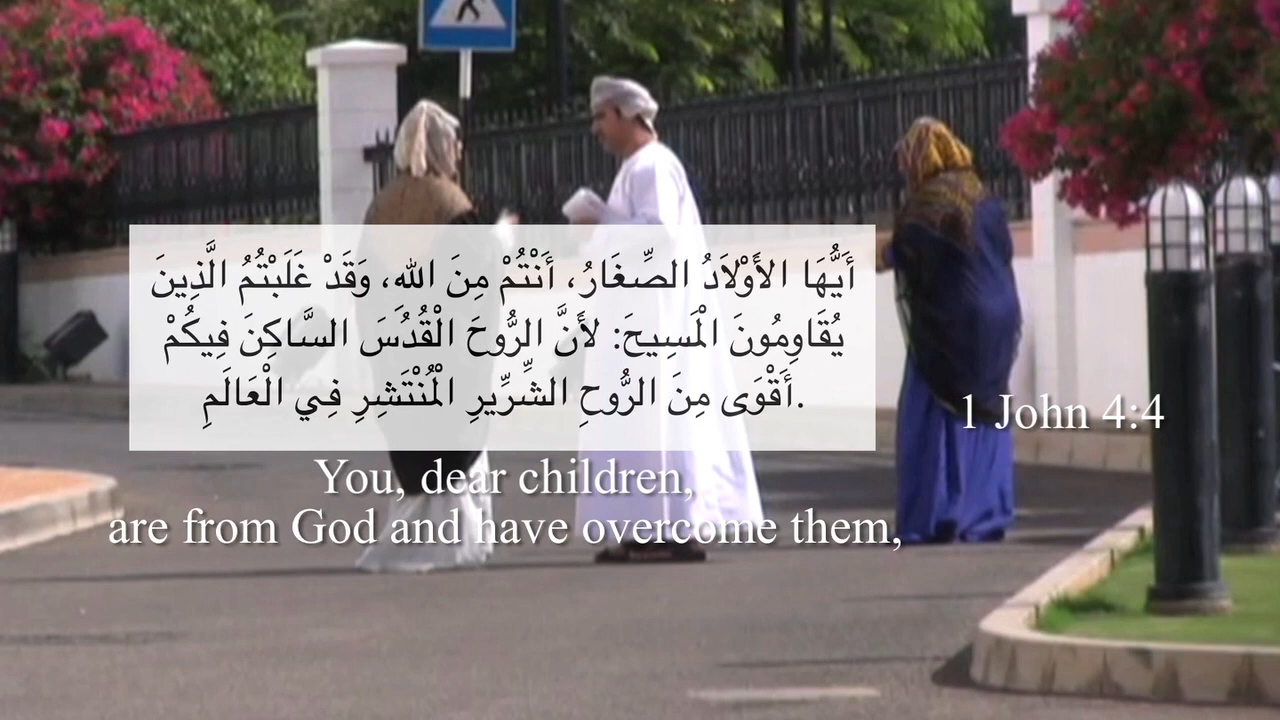 أَيُّهَا الأَوْلاَدُ الصِّغَارُ، أَنْتُمْ مِنَ اللهِ، وَقَدْ غَلَبْتُمُ الَّذِينَ
يُقَاوِمُونَ الْمَسِيحَ: لأَنَّ الرُّوحَ الْقُدُسَ السَّاكِنَ فِيكُمْ
أَقْوَى مِنَ الرُّوحِ الشِّرِّيرِ الْمُنْتَشِرِ فِي الْعَالَمِ.
1 John 4:4
You, dear children,
are from God and have overcome them,